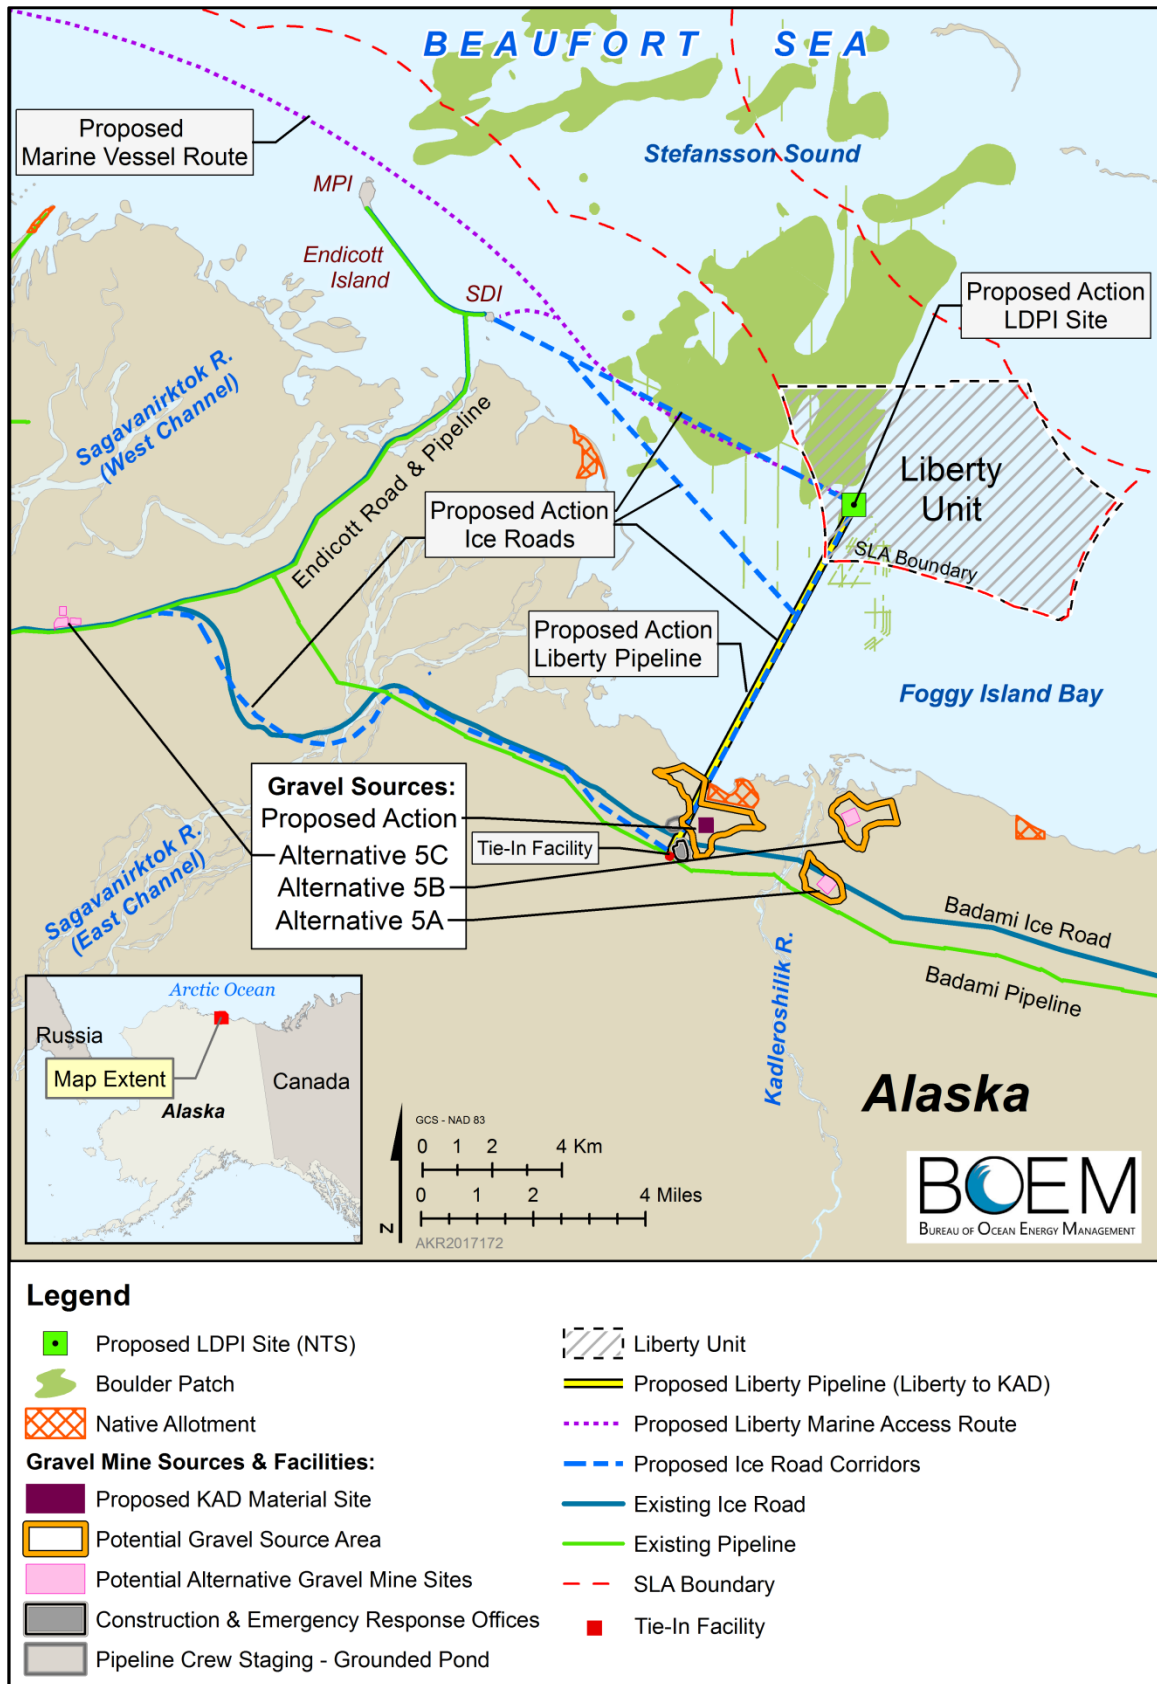 BEAUFORT SEA
Proposed
Marine Vessel Route
Stefansson Sound
MPI
Endicott
Island
SDI
Proposed Action
LDPI Site
Sagavanirktok R.
(West Channel)
Endicott Road & Pipeline
Proposed Action
Ice Roads
Liberty
Unit
SLA Boundary
Proposed Action
Liberty Pipeline
Foggy Island Bay
Gravel Sources:
Proposed Action
Alternative 5C
Alternative 5B
Alternative 5A
Tie-In Facility
Sagavanirktok R.
(East Channel)
Badami Ice Road
Badami Pipeline
Kadleroshilik R.
Arctic Ocean
Russia
Map Extent
Canada
Alaska
Alaska
GCS - NAD 83
0 1 2 4 Km
0 1 2 4 Miles
N
AKR2017172
BOEM
BUREAU OF OCEAN ENERGY MANAGEMENT
Legend
Proposed LDPI Site (NTS)
Boulder Patch
Native Allotment
Gravel Mine Sources & Facilities:
Proposed KAD Material Site
Potential Gravel Source Area
Potential Alternative Gravel Mine Sites
Construction & Emergency Response Offices
Pipeline Crew Staging - Grounded Pond
Liberty Unit
Proposed Liberty Pipeline (Liberty to KAD)
Proposed Liberty Marine Access Route
Proposed Ice Road Corridors
Existing Ice Road
Existing Pipeline
SLA Boundary
Tie-In Facility